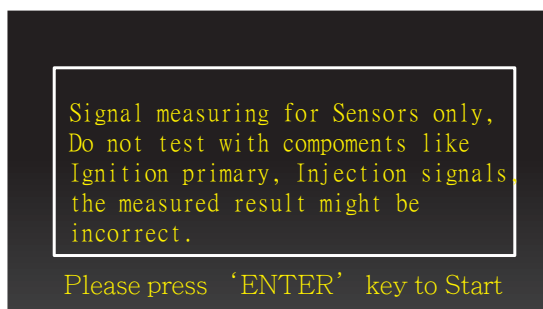 Signal measuring for Sensors only,
Do not test with compoments like
Ignition primary, Injection signals,
the measured result might be
incorrect.
Please press ‘ENTER’ key to Start